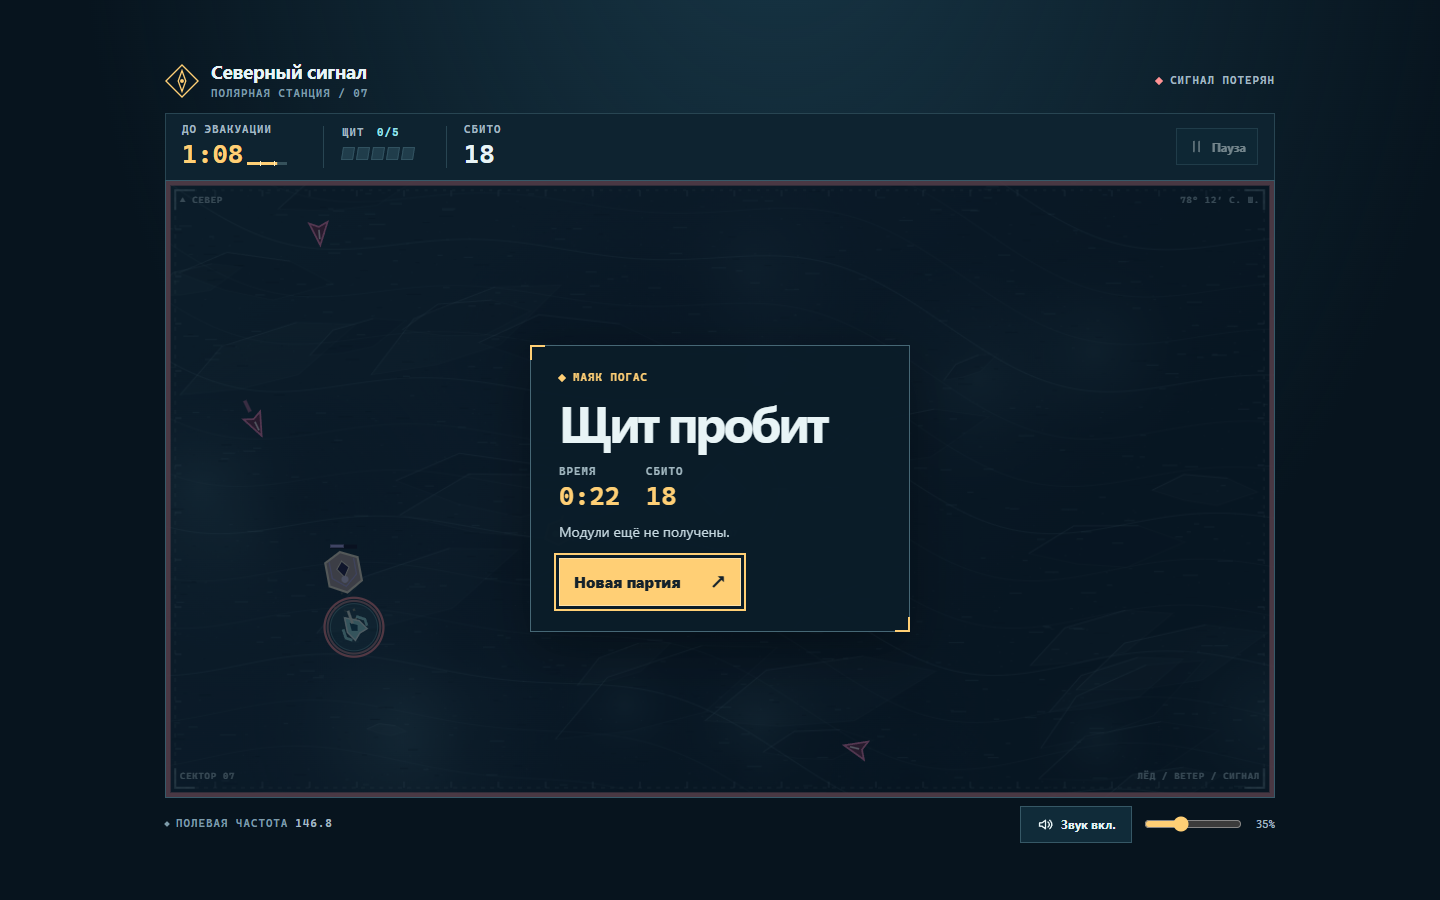 Северный сигнал
ПОЛЯРНАЯ СТАНЦИЯ / 07
СИГНАЛ ПОТЕРЯН
ДО ЭВАКУАЦИИ
1:08
ЩИТ 0/5
СБИТО
18
Пауза
СЕВЕР
78° 12′ С. Ш.
МАЯК ПОГАС
Щит пробит
ВРЕМЯ СБИТО
0:22 18
Модули ещё не получены.
Новая партия
СЕКТОР 07
ЛЁД / ВЕТЕР / СИГНАЛ
ПОЛЕВАЯ ЧАСТОТА 146.8
Звук вкл.
35%